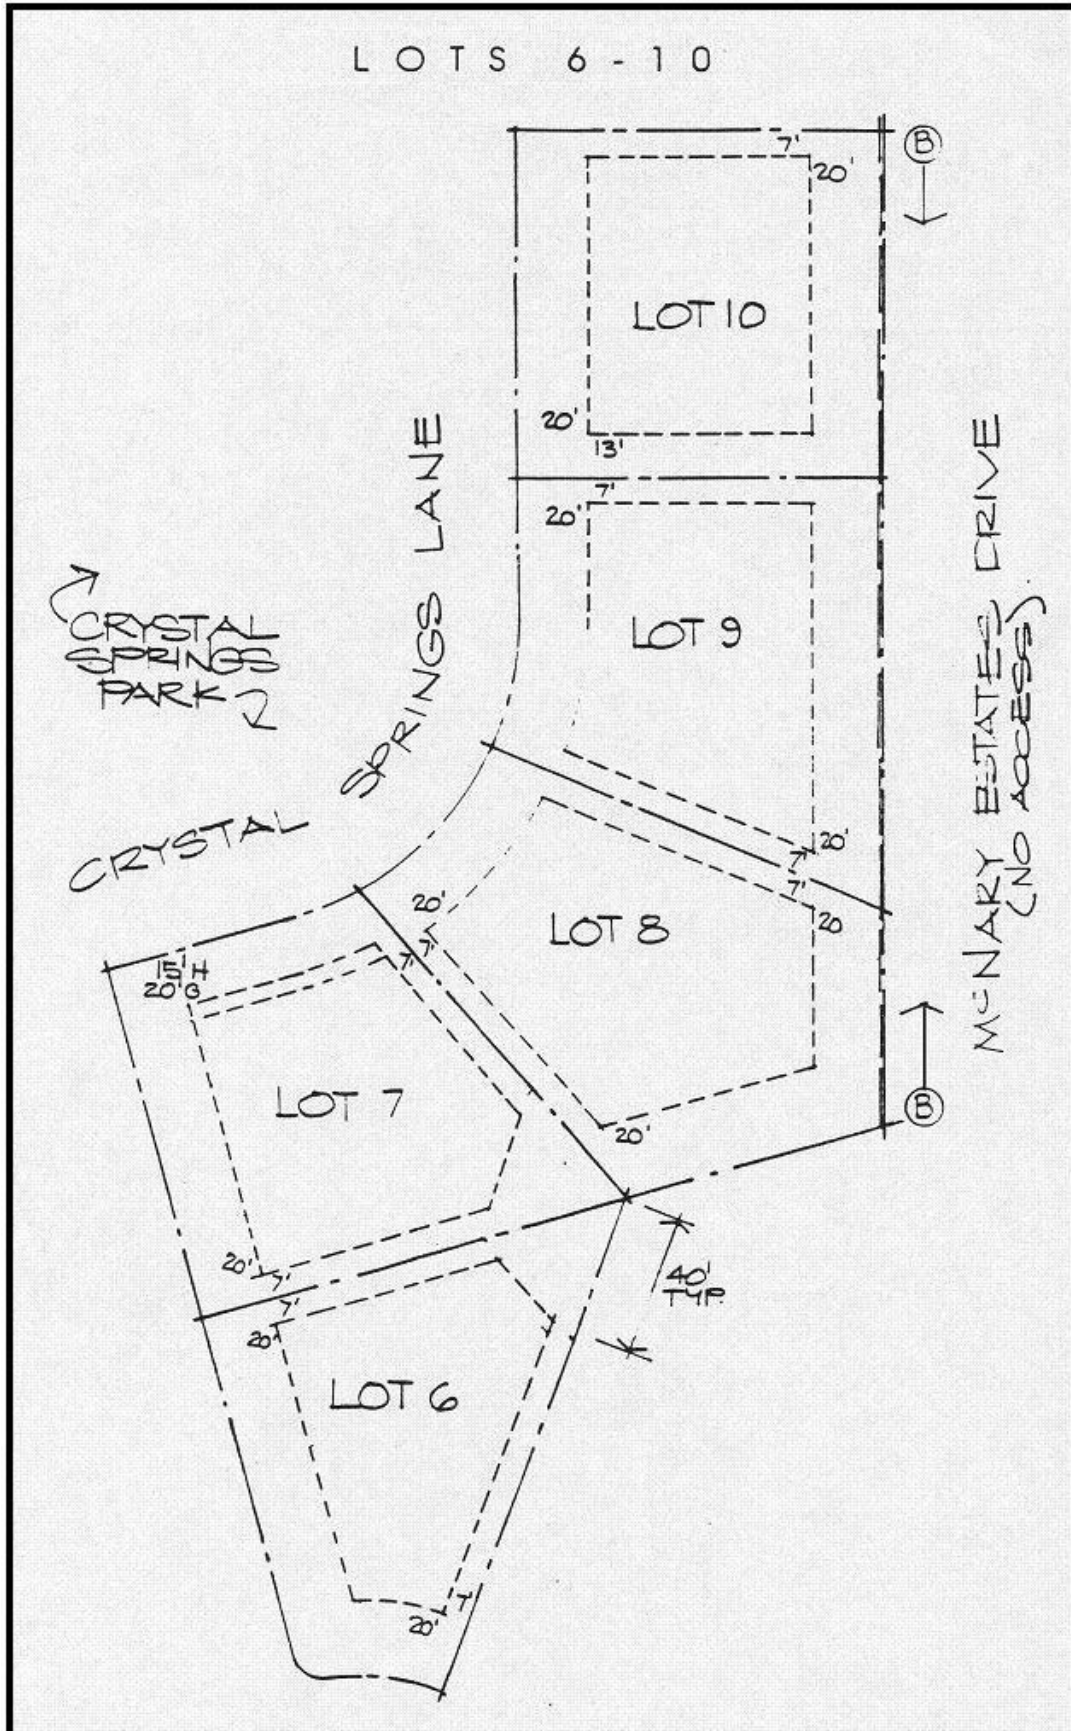 LOTS 6-10
B
7'
20'
LOT 10
20'
13'
7'
20'
LOT 9
20'
7'
7'
20
CRYSTAL SPRINGS LANE
CRYSTAL
SPRINGS
PARK
MCNARY ESTATES DRIVE
(NO ACCESS)
20'
7'
7'
LOT 8
20'
B
15' H
20' G
LOT 7
20'
7'
7'
20'
40'
TYP.
LOT 6
20'